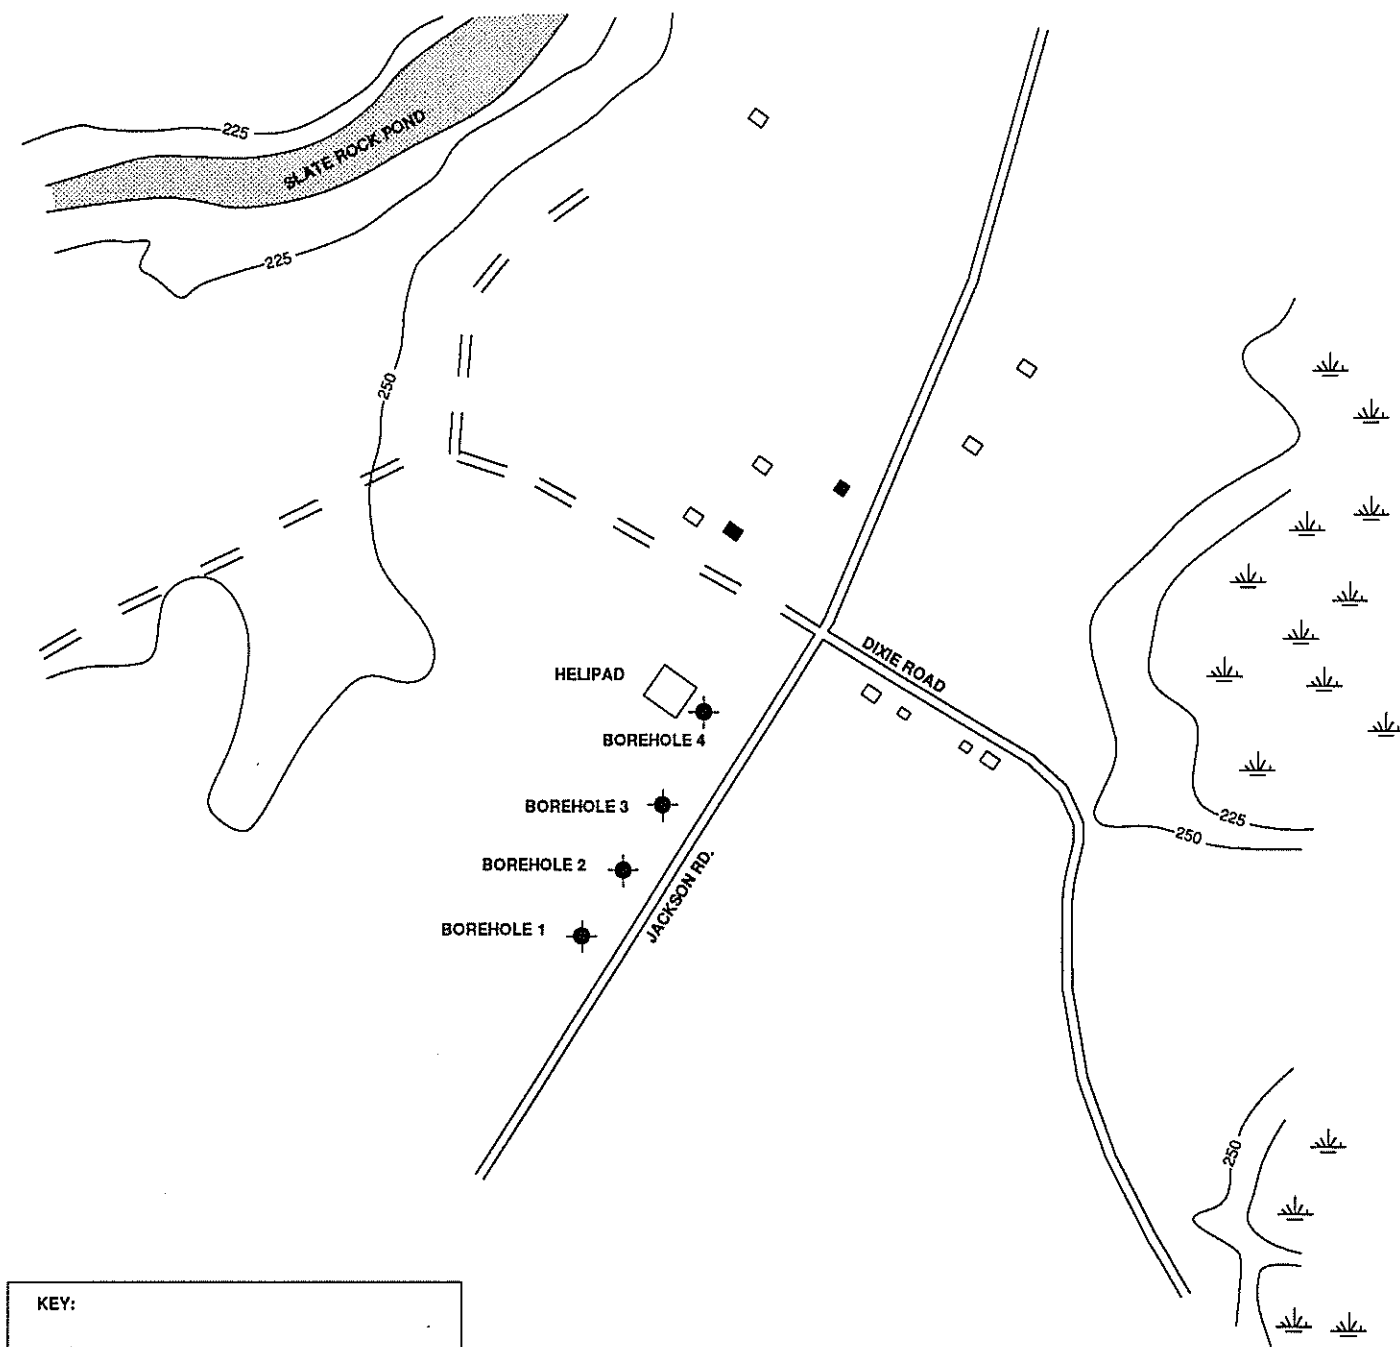 225
SLATE ROCK POND
225
250
DIXIE ROAD
HELIPAD
BOREHOLE 4
BOREHOLE 3
225
250
BOREHOLE 2
JACKSON RD.
BOREHOLE 1
250
KEY: